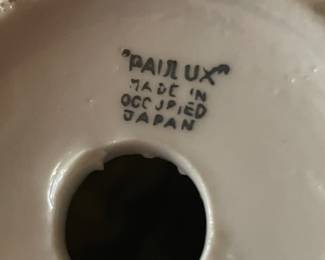 "PAULUX"
MADE IN
OCCUPIED
JAPAN